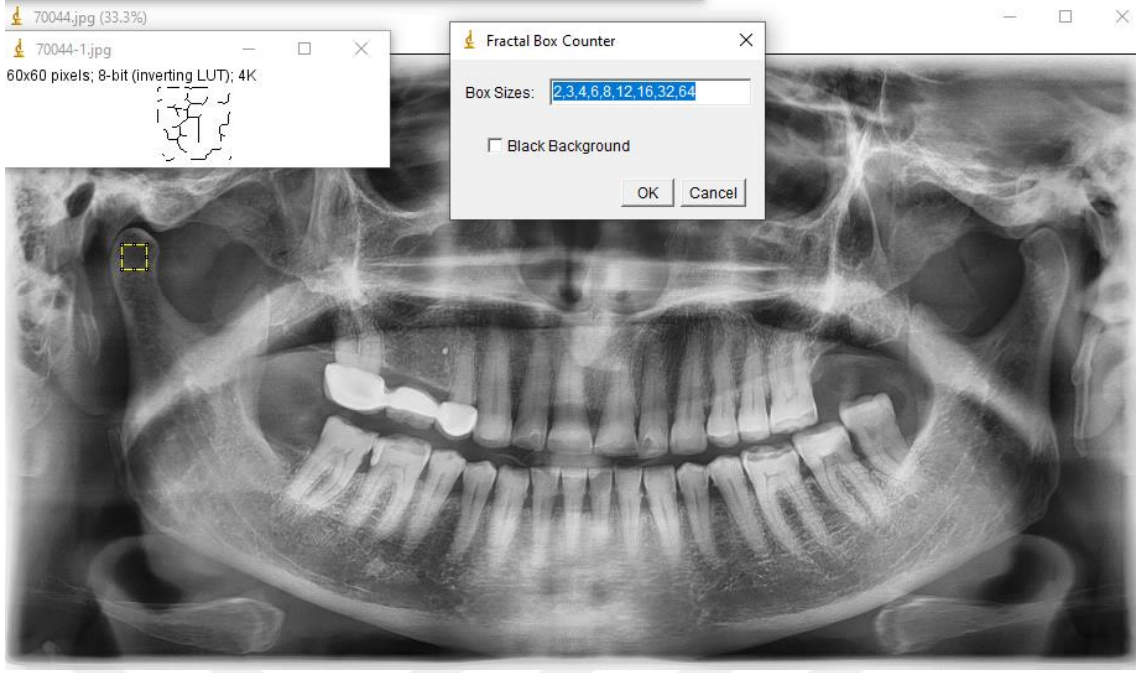 70044.jpg (33.3%)
70044-1.jpg
60x60 pixels; 8-bit (inverting LUT); 4K
Fractal Box Counter
Box Sizes: 2,3,4,6,8,12,16,32,64
Black Background
OK Cancel